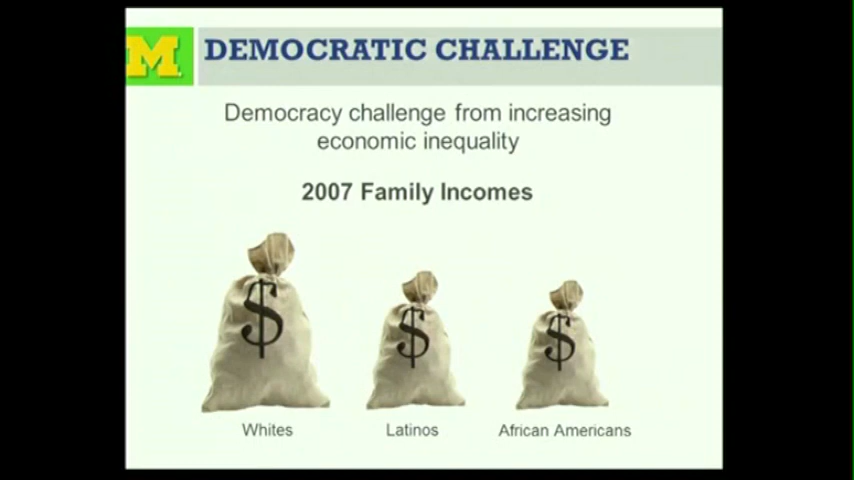 M
DEMOCRATIC CHALLENGE
Democracy challenge from increasing
economic inequality
2007 Family Incomes
$ $ $
Whites Latinos African Americans